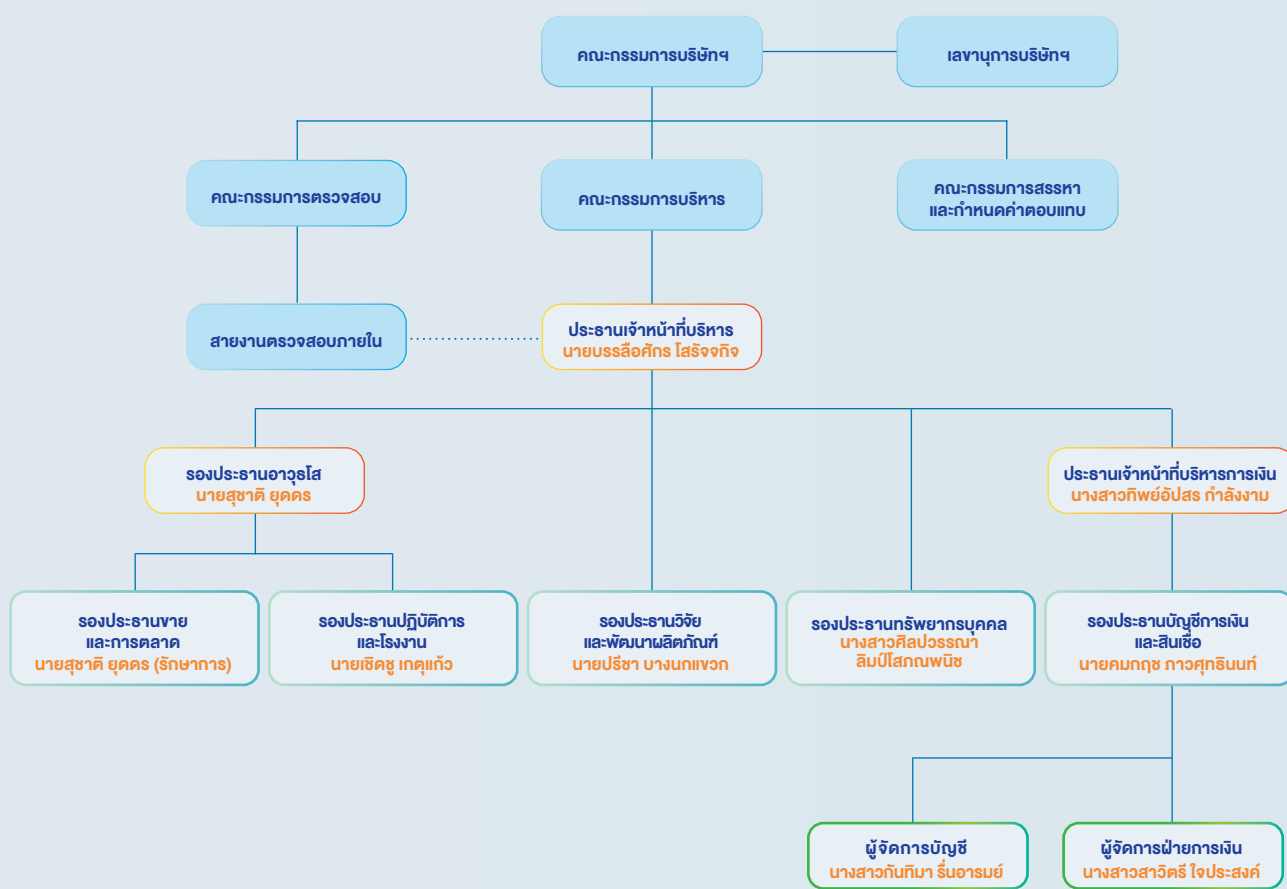 คณะกรรมการบริษัทฯ
เลขานุการบริษัทฯ
คณะกรรมการตรวจสอบ
คณะกรรมการบริหาร
คณะกรรมการสรรหา
และกำหนดค่าตอบแทน
สายงานตรวจสอบภายใน
ประธานเจ้าหน้าที่บริหาร
นายบรรลือศักร โสรัจจกิจ
รองประธานอาวุธโส
นายสุชาติ ยุดดร
ประธานเจ้าหน้าที่บริหารการเงิน
นางสาวทิพย์อัปสร กำลังงาม
รองประธานขาย
และการตลาด
นายสุชาติ ยุดดร (รักษาการ)
รองประธานปฏิบัติการ
และโรงงาน
นายเชิดชู เกตุแก้ว
รองประธานวิจัย
และพัฒนาผลิตภัณฑ์
นายปรีชา บางนกแขวก
รองประธานทรัพยากรบุคคล
นางสาวศิลปวรรณา
ลิมป์โสภณพนิช
รองประธานบัญชีการเงิน
และสินเชื่อ
นายคมกฤช ภาวศุทธินนท์
ผู้จัดการบัญชี
นางสาวกันทิมา รื่นอารมย์
ผู้จัดการฝ่ายการเงิน
นางสาวสาวิตรี ใจประสงค์